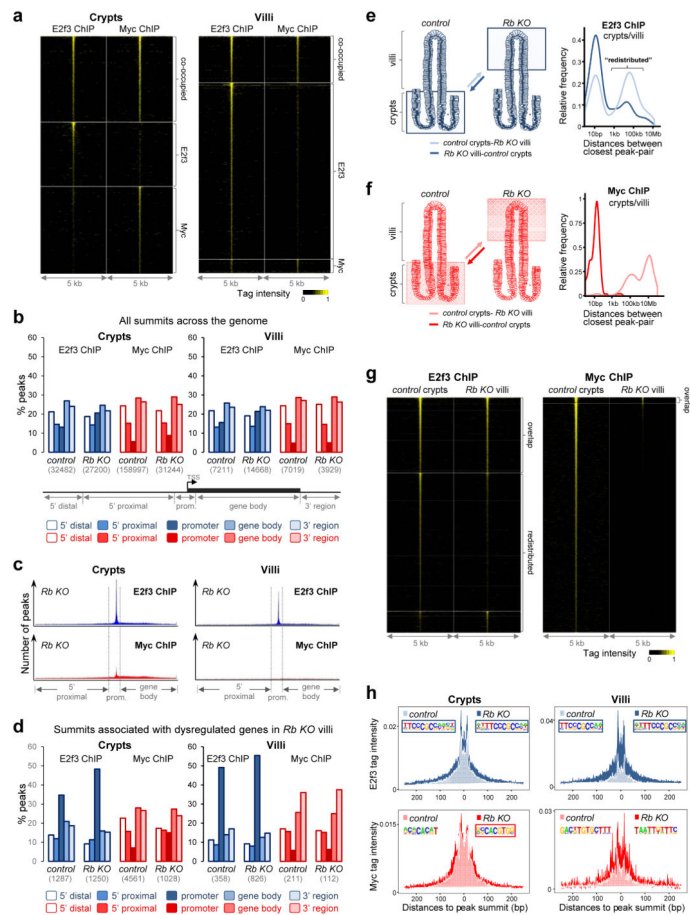 a
Crypts
Villi
E2f3 ChIP Myc ChIP
E2f3 ChIP Myc ChIP
co-occupied
E2f3
Myc
co-occupied
E2f3
Myc
5 kb 5 kb
5 kb 5 kb
Tag intensity
0 1
b
All summits across the genome
Crypts
Villi
E2f3 ChIP Myc ChIP
E2f3 ChIP Myc ChIP
% peaks
60
50
40
30
20
10
0
control Rb KO control Rb KO
(32482) (27200) (158997) (31244)
control Rb KO control Rb KO
(7211) (14668) (7019) (3929)
TSS
5' distal 5' proximal prom. gene body 3' region
5' distal 5' proximal promoter gene body 3' region
5' distal 5' proximal promoter gene body 3' region
c
Crypts
Villi
Number of peaks
Rb KO E2f3 ChIP
Rb KO E2f3 ChIP
Rb KO Myc ChIP
Rb KO Myc ChIP
5' proximal prom. gene body
5' proximal prom. gene body
d
Summits associated with dysregulated genes in Rb KO villi
Crypts
Villi
E2f3 ChIP Myc ChIP
E2f3 ChIP Myc ChIP
% peaks
60
50
40
30
20
10
0
control Rb KO control Rb KO
(1287) (1250) (4561) (1028)
control Rb KO control Rb KO
(358) (826) (211) (112)
5' distal 5' proximal promoter gene body 3' region
5' distal 5' proximal promoter gene body 3' region
e
control
Rb KO
villi
crypts
control crypts-Rb KO villi
Rb KO villi-control crypts
E2f3 ChIP
crypts/villi
"redistributed"
Relative frequency
0.4
0.3
0.2
0.1
0
10bp 1kb 100kb 10Mb
Distances between
closest peak-pair
f
control
Rb KO
villi
crypts
control crypts- Rb KO villi
Rb KO villi-control crypts
Myc ChIP
crypts/villi
Relative frequency
1
0.75
0.5
0.25
0
10bp 1kb 100kb 10Mb
Distances between
closest peak-pair
g
E2f3 ChIP
Myc ChIP
control crypts Rb KO villi
control crypts Rb KO villi
overlap
redistributed
overlap
5 kb 5 kb
5 kb 5 kb
Tag intensity
0 1
h
Crypts
Villi
E2f3 tag intensity
control Rb KO
0.02
-200 -100 0 100 200
control Rb KO
0.04
-200 -100 0 100 200
Myc tag intensity
control Rb KO
0.015
-200 -100 0 100 200
Distances to peak summit (bp)
control Rb KO
0.03
-200 -100 0 100 200
Distances to peak summit (bp)